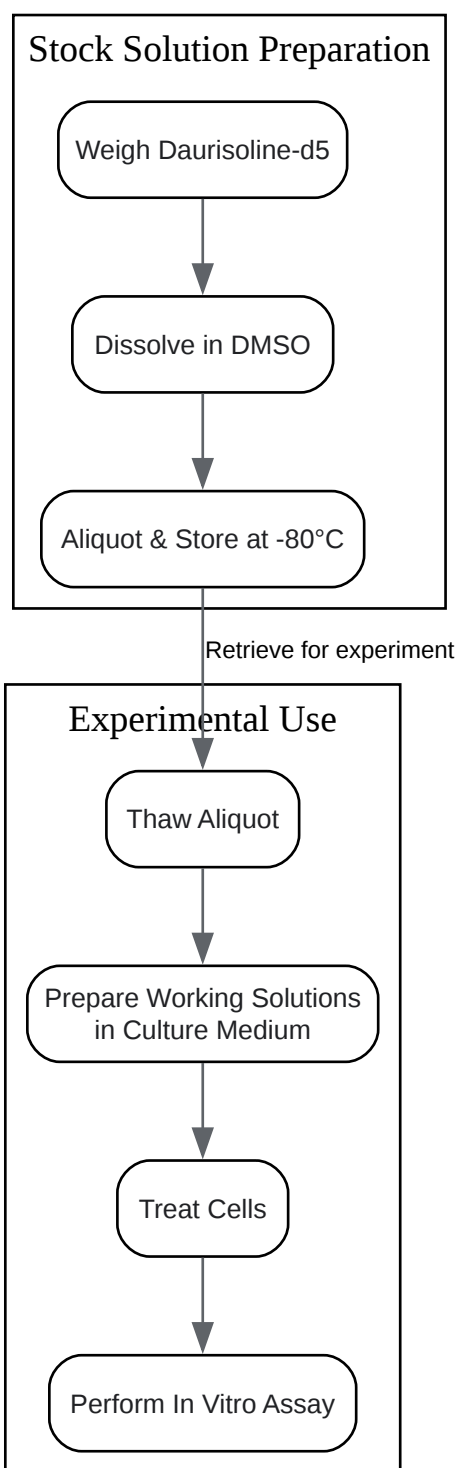 Stock Solution Preparation
Weigh Daurisoline-d5
Dissolve in DMSO
Aliquot & Store at -80°C
Retrieve for experiment
Experimental Use
Thaw Aliquot
Prepare Working Solutions
in Culture Medium
Treat Cells
Perform In Vitro Assay